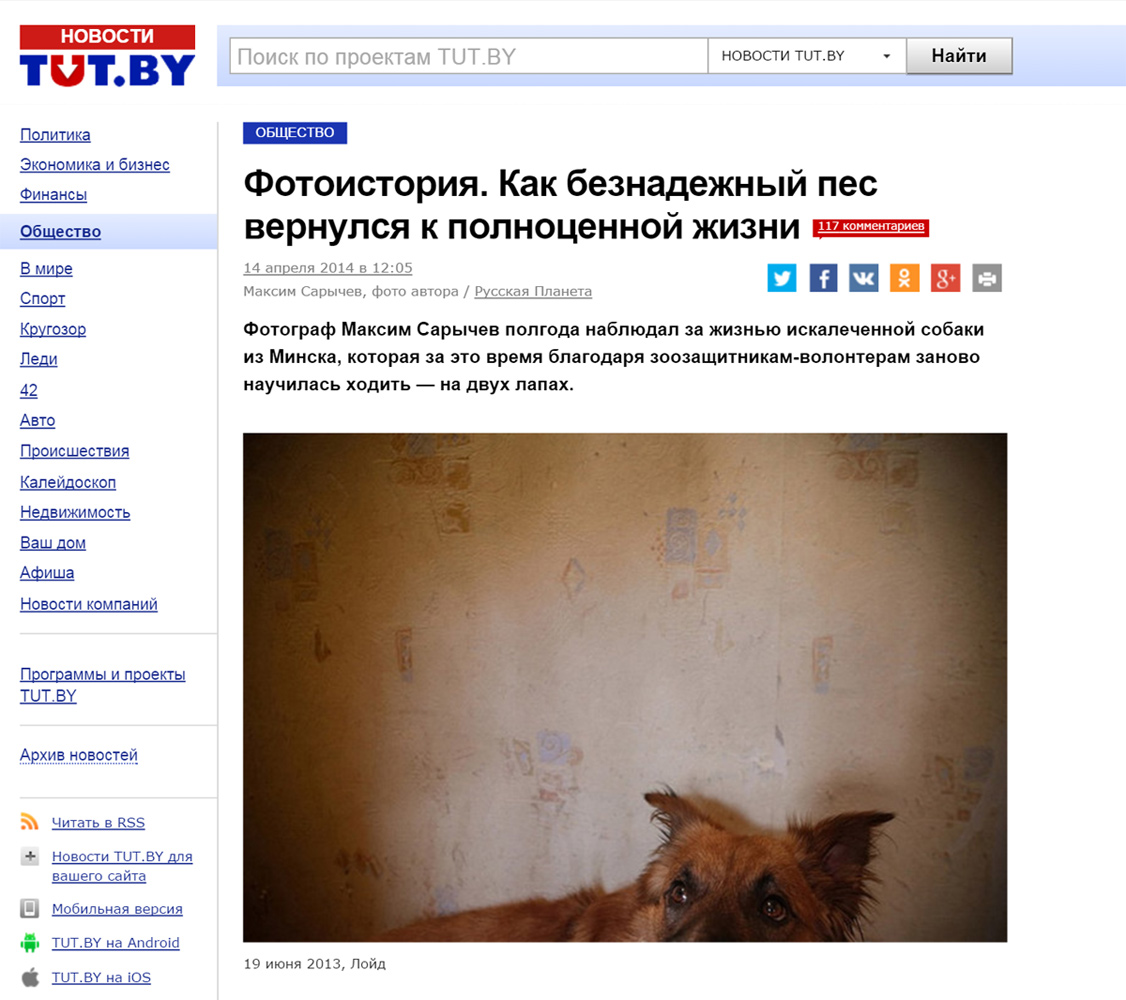 НОВОСТИ
TUT.BY
Поиск по проектам TUT.BY
НОВОСТИ TUT.BY
Найти
Политика
Экономика и бизнес
Финансы
Общество
В мире
Спорт
Кругозор
Леди
42
Авто
Происшествия
Калейдоскоп
Недвижимость
Ваш дом
Афиша
Новости компаний
Программы и проекты
TUT.BY
Архив новостей
Читать в RSS
Новости TUT.BY для
вашего сайта
Мобильная версия
TUT.BY на Android
TUT.BY на iOS
ОБЩЕСТВО
Фотоистория. Как безнадежный пес
вернулся к полноценной жизни 117 комментариев
14 апреля 2014 в 12:05
Максим Сарычев, фото автора / Русская Планета
Фотограф Максим Сарычев полгода наблюдал за жизнью искалеченной собаки
из Минска, которая за это время благодаря зоозащитникам-волонтерам заново
научилась ходить — на двух лапах.
19 июня 2013, Лойд